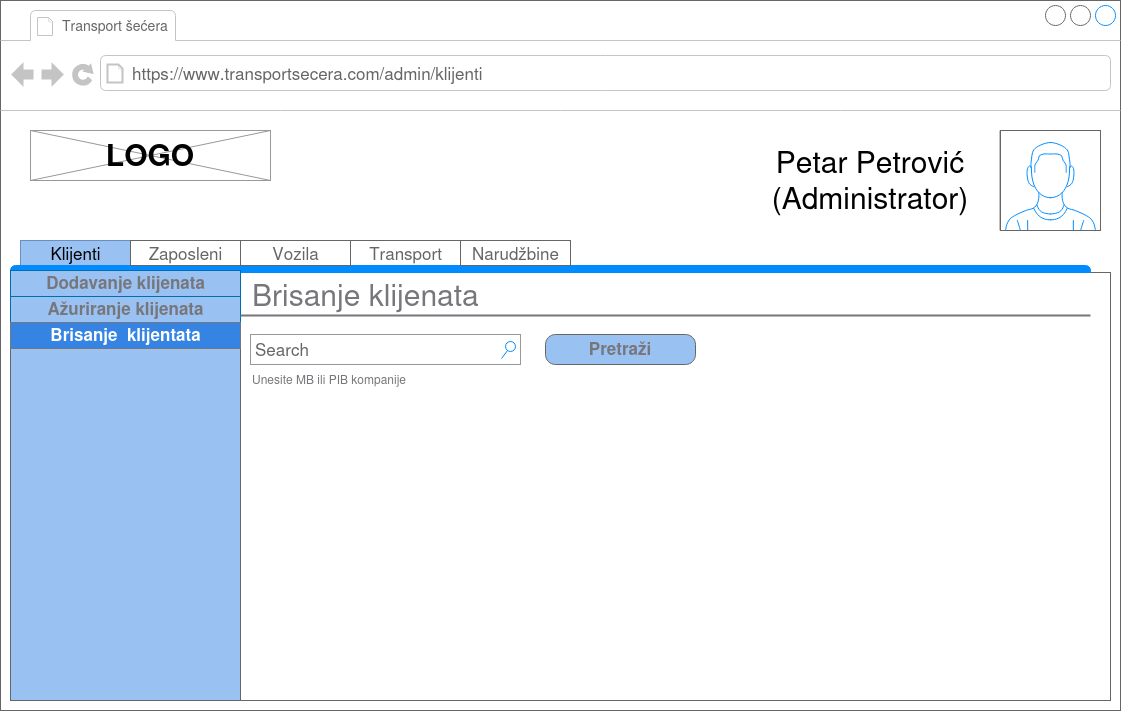 Transport šećera
https://www.transportsecera.com/admin/klijenti
LOGO
Petar Petrović
(Administrator)
Klijenti Zaposleni Vozila Transport Narudžbine
Dodavanje klijenata
Ažuriranje klijenata
Brisanje klijentata
Brisanje klijenata
Search
Pretraži
Unesite MB ili PIB kompanije